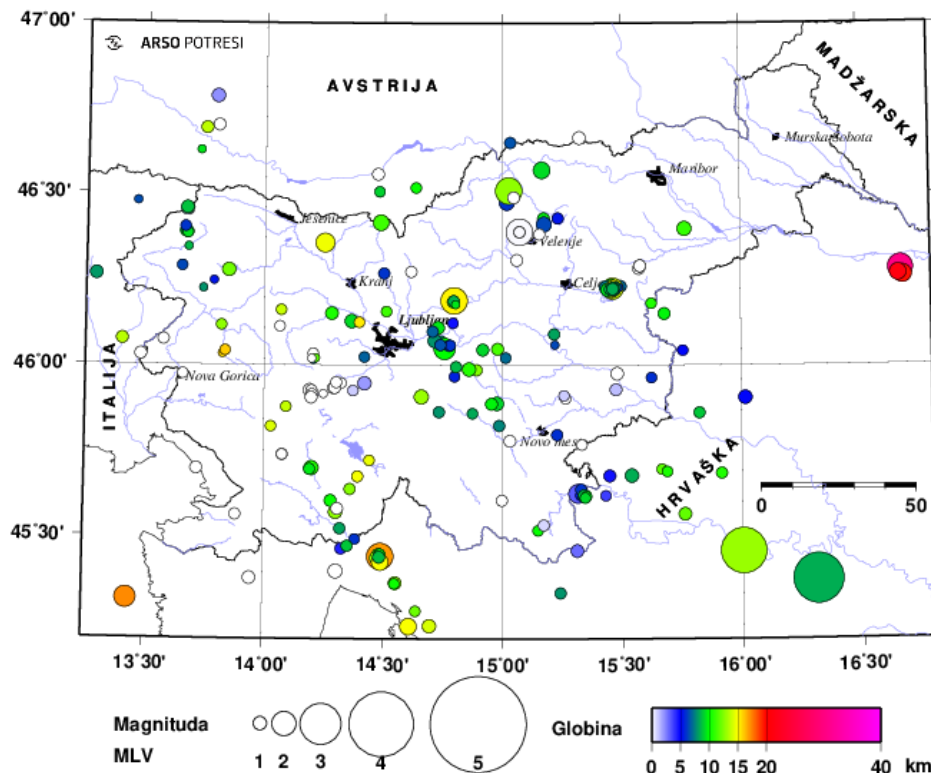 47°00'
ARSO POTRESI
AVSTRIJA
MADŽARSKA
Murska Sobota
Maribor
46°30'
Jesenice
Velenje
Kranj
Celje
Ljubljana
46°00'
Nova Gorica
ITALIJA
Novo mes
HRVAŠKA
0 50
45°30'
13°30' 14°00' 14°30' 15°00' 15°30' 16°00' 16°30'
Magnituda
MLV
1 2 3 4 5
Globina
0 5 10 15 20 40 km